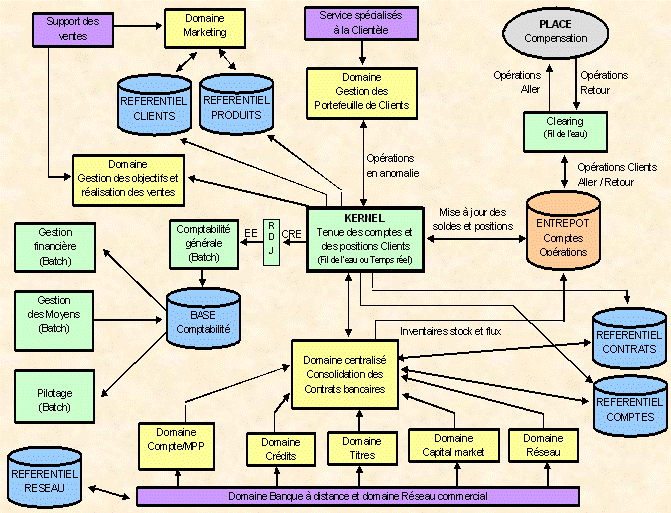 Support des
ventes
Domaine
Marketing
Service spécialisés
à la Clientèle
PLACE
Compensation
REFERENTIEL
CLIENTS
REFERENTIEL
PRODUITS
Domaine
Gestion des
Portefeuille de Clients
Opérations
Aller
Opérations
Retour
Clearing
(Fil de l'eau)
Domaine
Gestion des objectifs et
réalisation des ventes
Opérations
en anomalie
Opérations Clients
Aller / Retour
Gestion
financière
(Batch)
Comptabilité
générale
(Batch)
EE
R
D
J
CRE
KERNEL
Tenue des comptes et
des positions Clients
(Fil de l'eau ou Temps réel)
Mise à jour des
soldes et positions
ENTREPOT
Comptes
Opérations
Gestion
des Moyens
(Batch)
BASE
Comptabilité
Inventaires stock et flux
REFERENTIEL
CONTRATS
Domaine centralisé
Consolidation des
Contrats bancaires
Pilotage
(Batch)
REFERENTIEL
COMPTES
Domaine
Compte/MPP
Domaine
Crédits
Domaine
Titres
Domaine
Capital market
Domaine
Réseau
REFERENTIEL
RESEAU
Domaine Banque à distance et domaine Réseau commercial